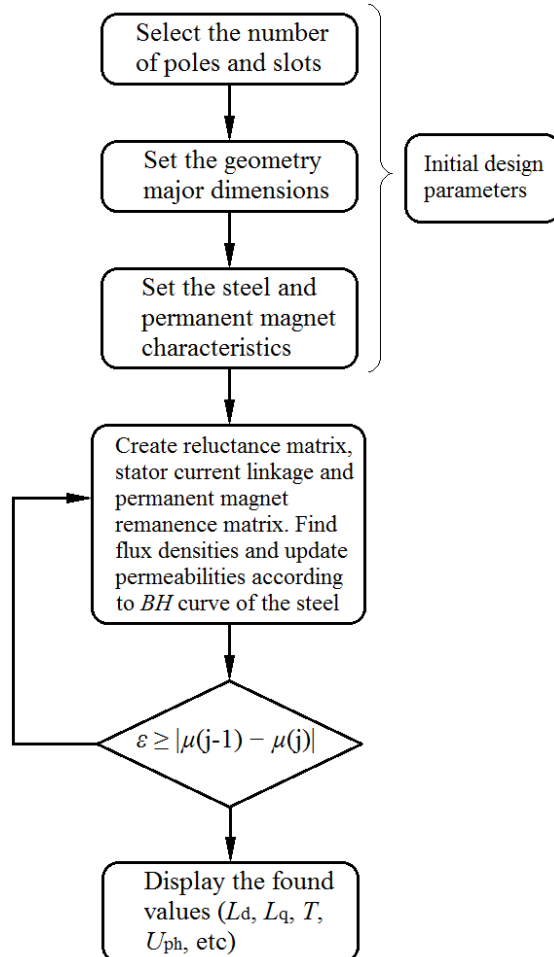 Select the number
of poles and slots
Set the geometry
major dimensions
Initial design
parameters
Set the steel and
permanent magnet
characteristics
Create reluctance matrix,
stator current linkage and
permanent magnet
remanence matrix. Find
flux densities and update
permeabilities according
to BH curve of the steel
ε ≥ |μ(j-1) − μ(j)|
Display the found
values (Ld, Lq, T,
Uph, etc)